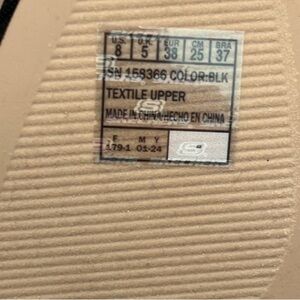 U.S. U.K. EUR CM BRA
8 5 38 25 37
SN 158366 COLOR:BLK
TEXTILE UPPER
MADE IN CHINA/HECHO EN CHINA
F M Y
179-1 01-24